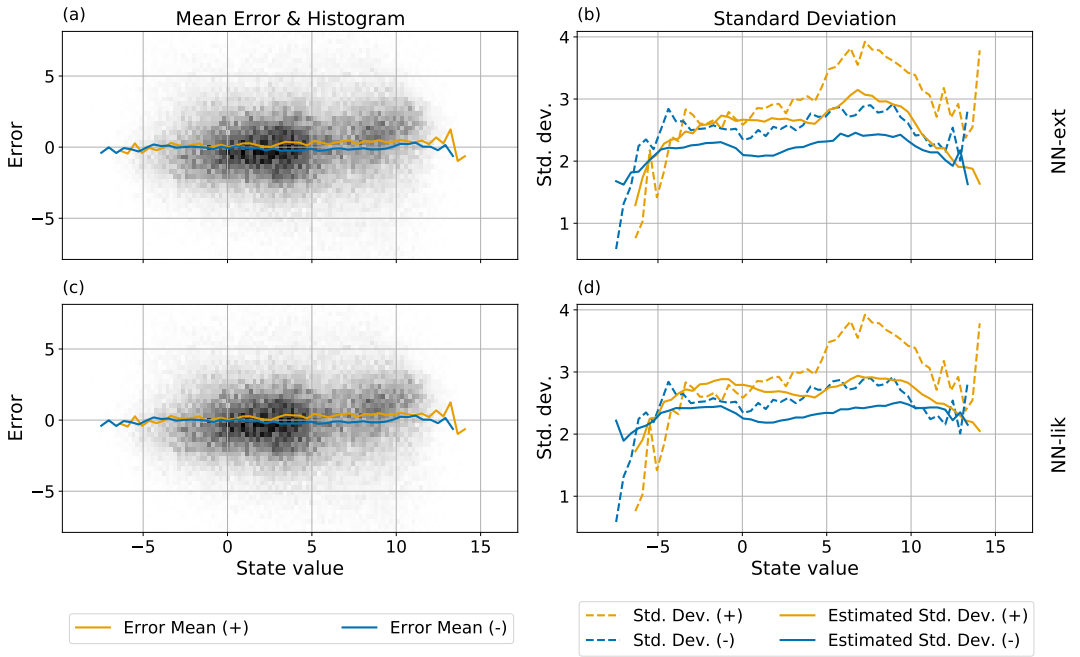 (a)
Mean Error & Histogram
(b)
Standard Deviation
5
0
−5
Error
4
3
2
1
Std. dev.
NN-ext
(c)
(d)
5
0
−5
Error
−5
0
5
10
15
State value
4
3
2
1
Std. dev.
−5
0
5
10
15
State value
NN-lik
Error Mean (+)
Error Mean (-)
Std. Dev. (+)
Std. Dev. (-)
Estimated Std. Dev. (+)
Estimated Std. Dev. (-)